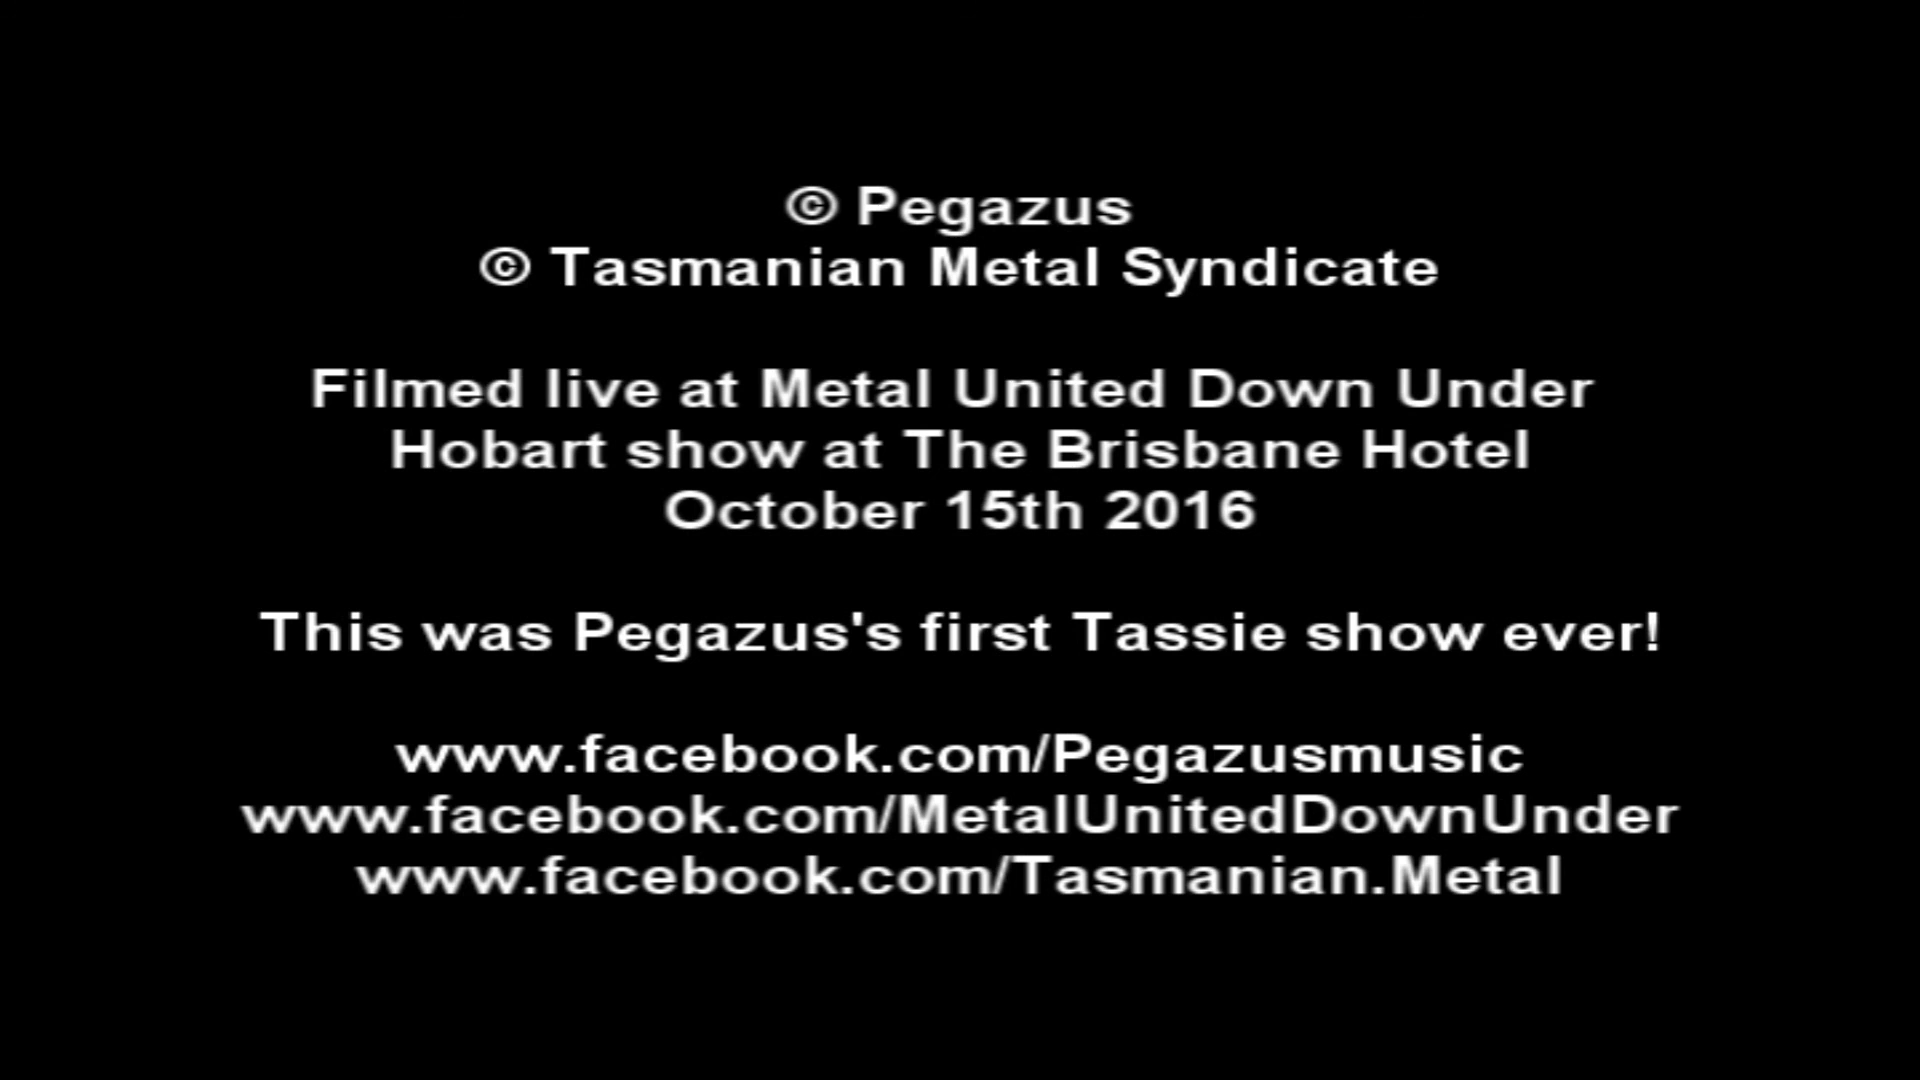 © Pegazus
© Tasmanian Metal Syndicate
Filmed live at Metal United Down Under
Hobart show at The Brisbane Hotel
October 15th 2016
This was Pegazus's first Tassie show ever!
www.facebook.com/Pegazusmusic
www.facebook.com/MetalUnitedDownUnder
www.facebook.com/Tasmanian.Metal